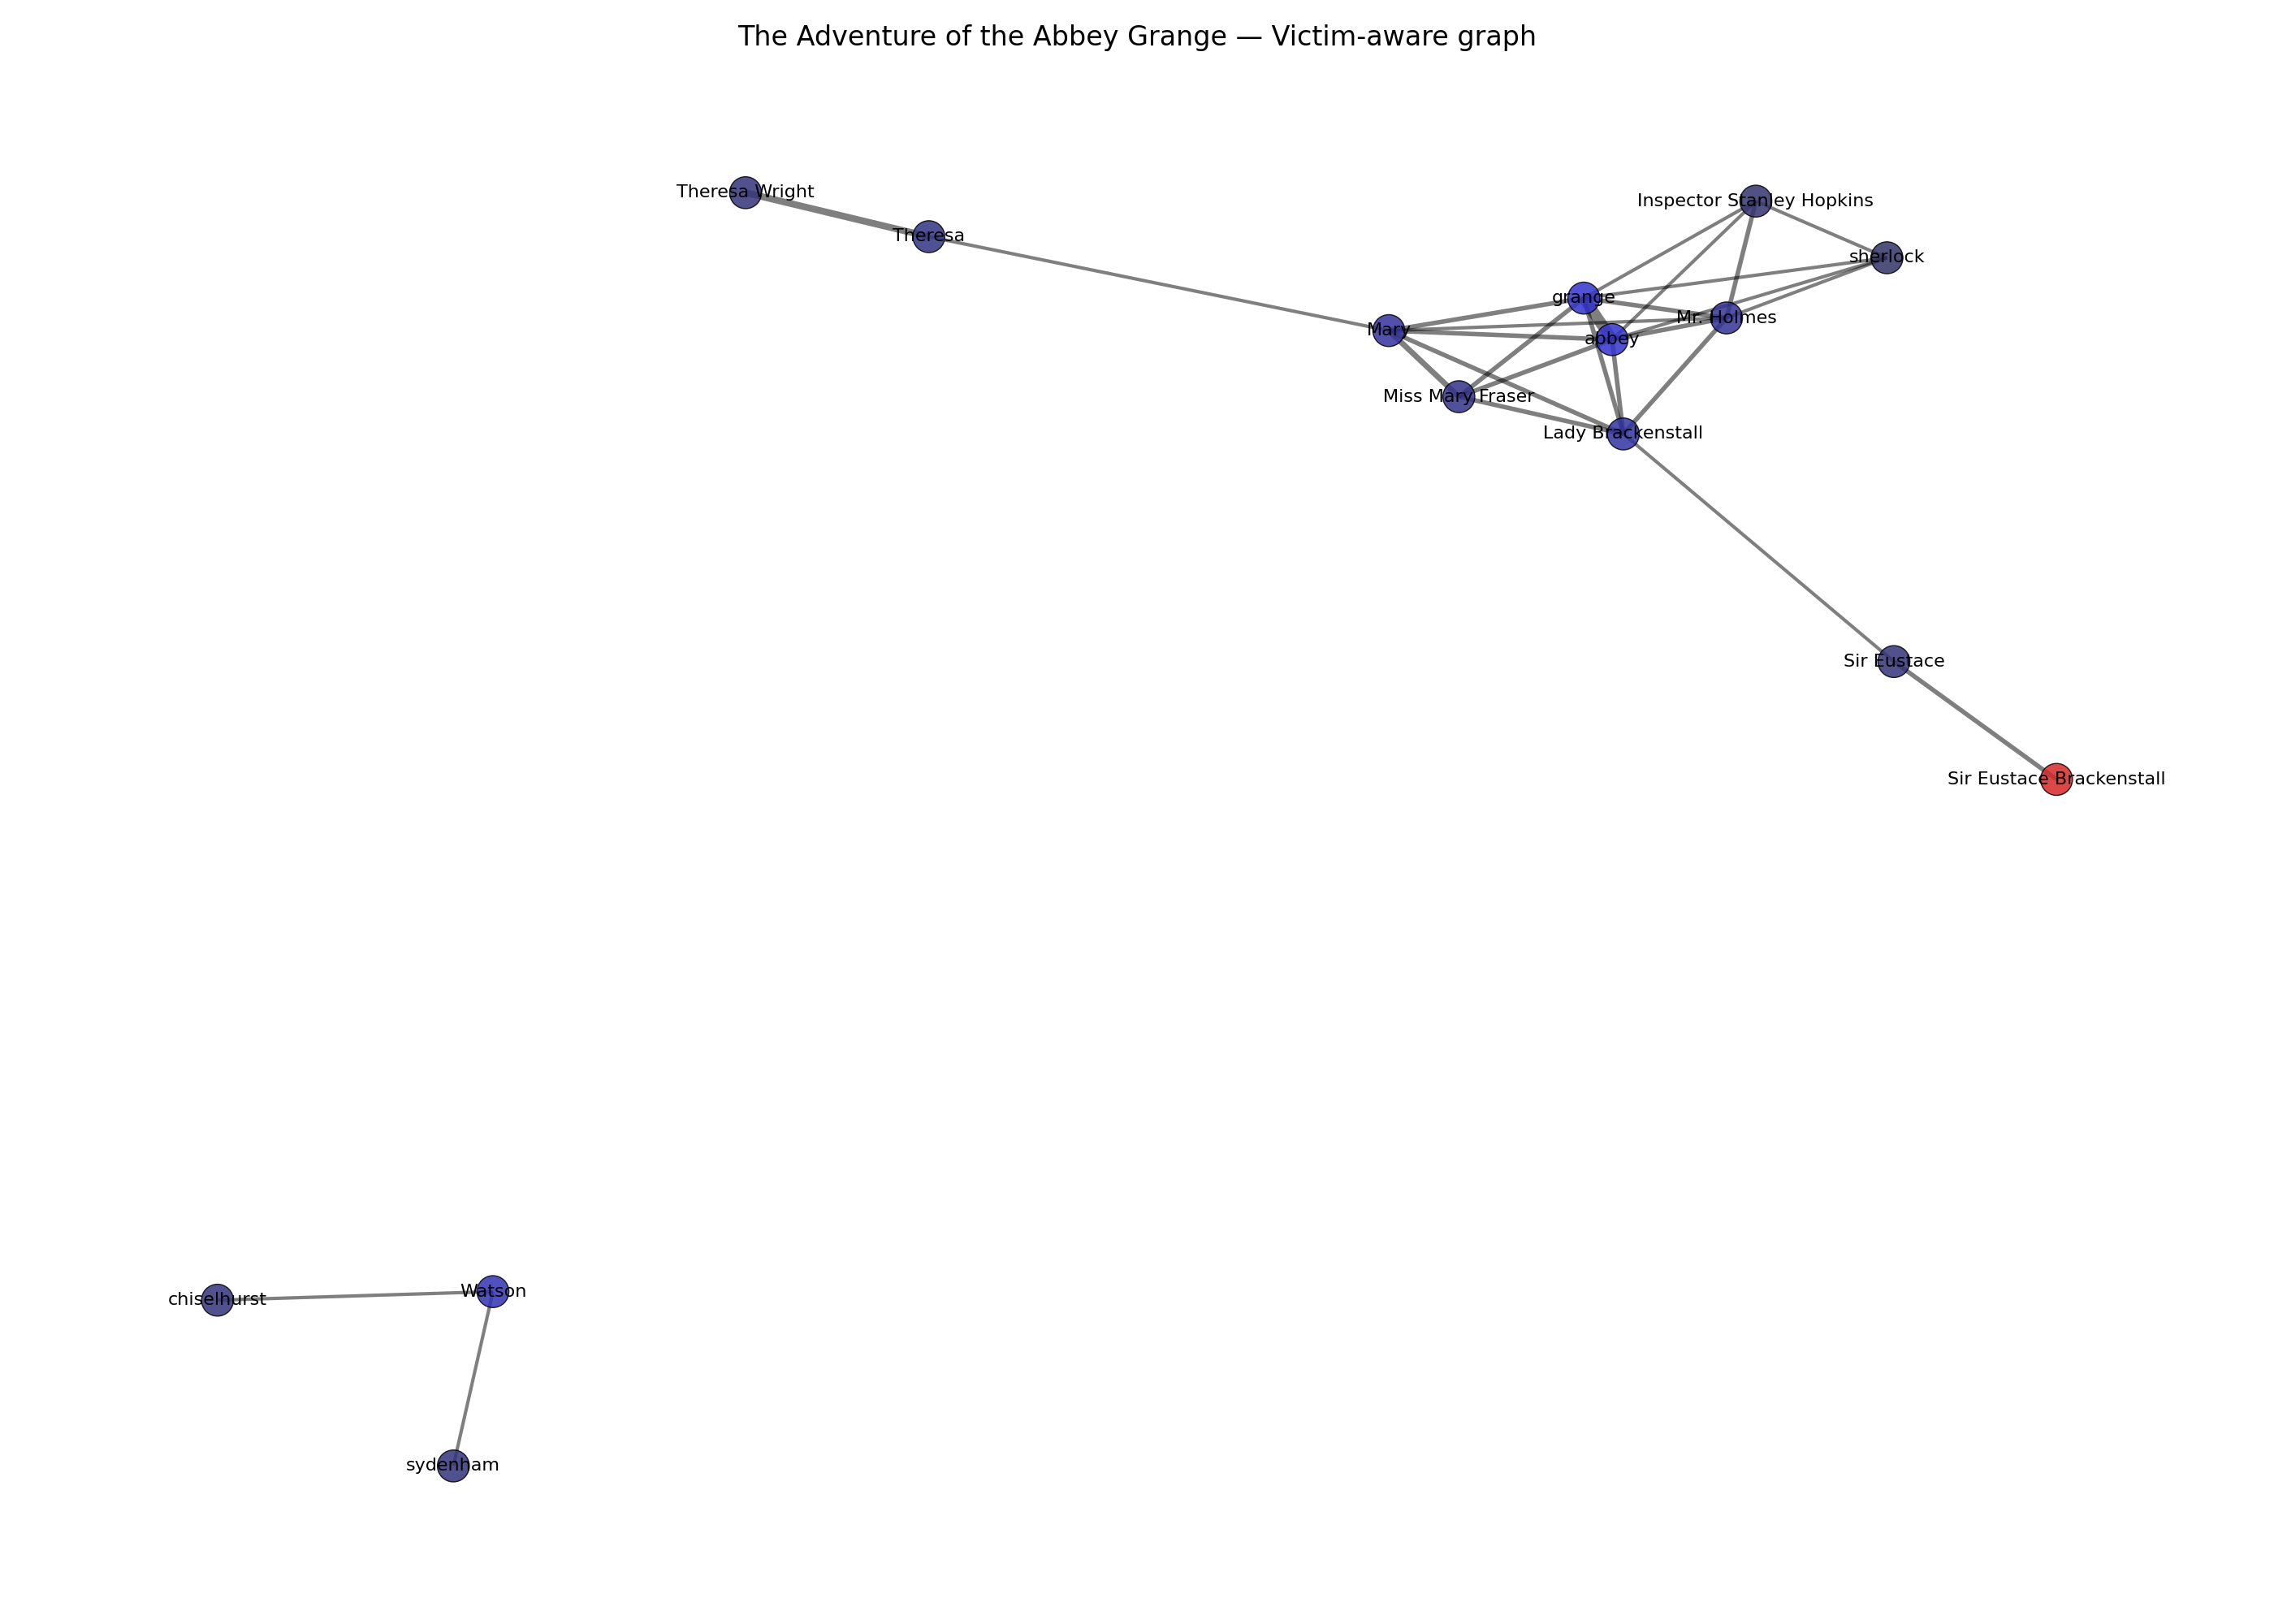 The Adventure of the Abbey Grange — Victim-aware graph
Theresa Wright
Inspector Stanley Hopkins
Theresa
sherlock
grange
Mr. Holmes
Mary
abbey
Miss Mary Fraser
Lady Brackenstall
Sir Eustace
Sir Eustace Brackenstall
Watson
chiselhurst
sydenham